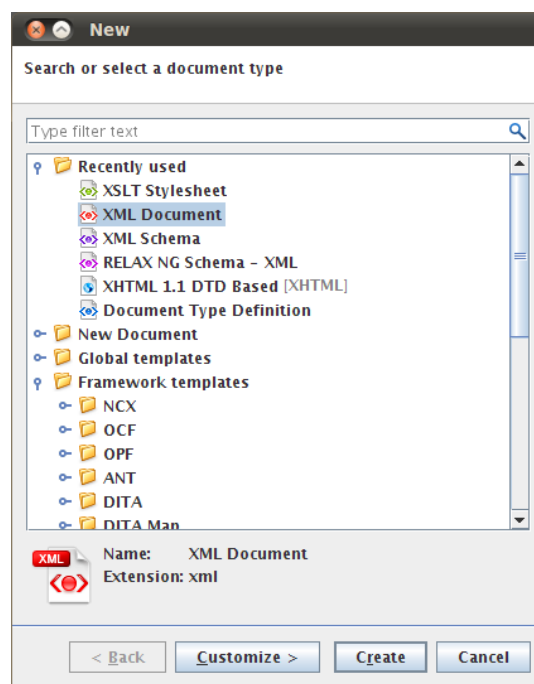 New
Search or select a document type
Type filter text
Recently used
XSLT Stylesheet
XML Document
XML Schema
RELAX NG Schema – XML
XHTML 1.1 DTD Based [XHTML]
Document Type Definition
New Document
Global templates
Framework templates
NCX
OCF
OPF
ANT
DITA
DITA Map
XML
Name: XML Document
Extension: xml
< Back
Customize >
Create
Cancel